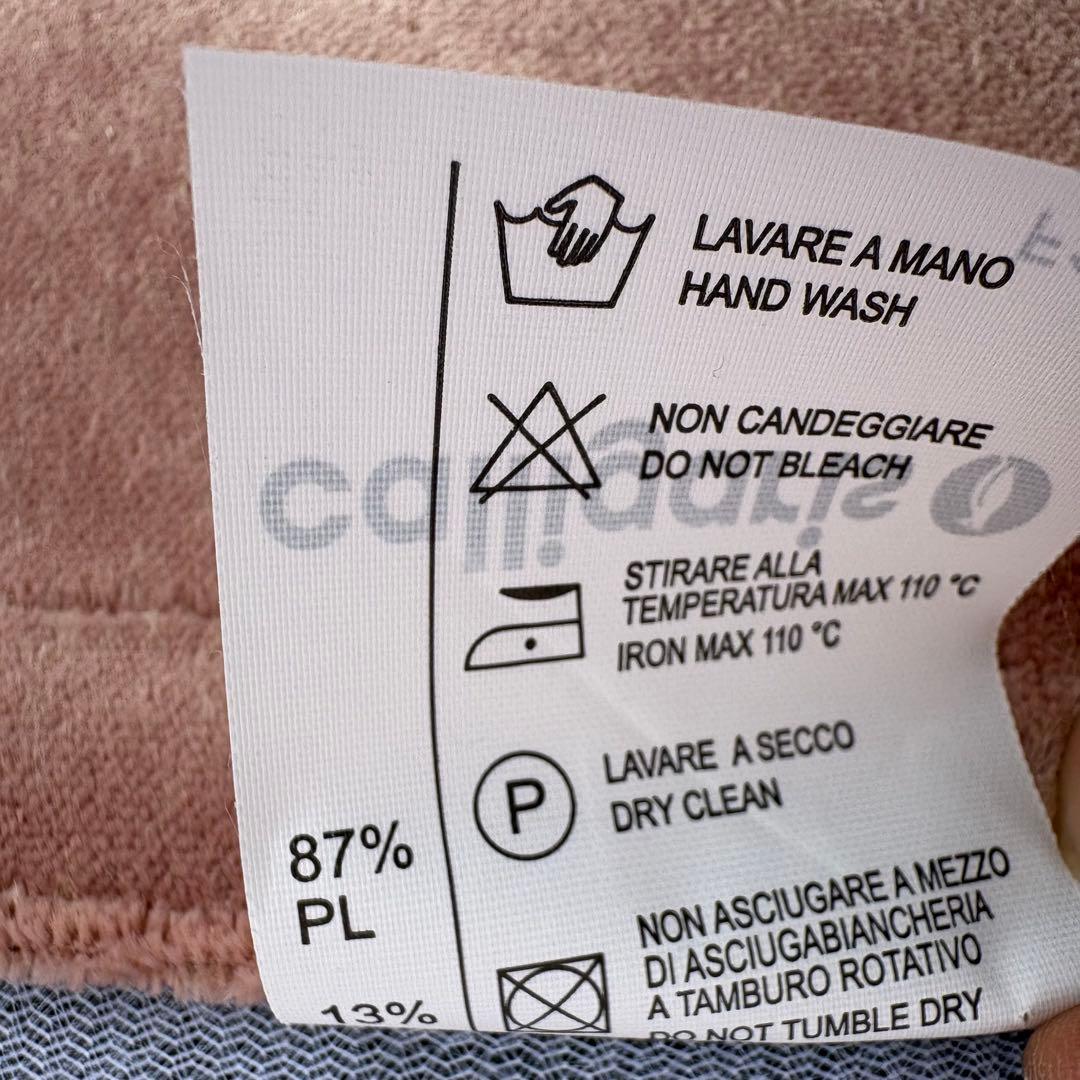 LAVARE A MANO
HAND WASH
NON CANDEGGIARE
DO NOT BLEACH
STIRARE ALLA
TEMPERATURA MAX 110 °C
IRON MAX 110 °C
P
LAVARE A SECCO
DRY CLEAN
87%
PL
13%
NON ASCIUGARE A MEZZO
DI ASCIUGABIANCHERIA
A TAMBURO ROTATIVO
DO NOT TUMBLE DRY